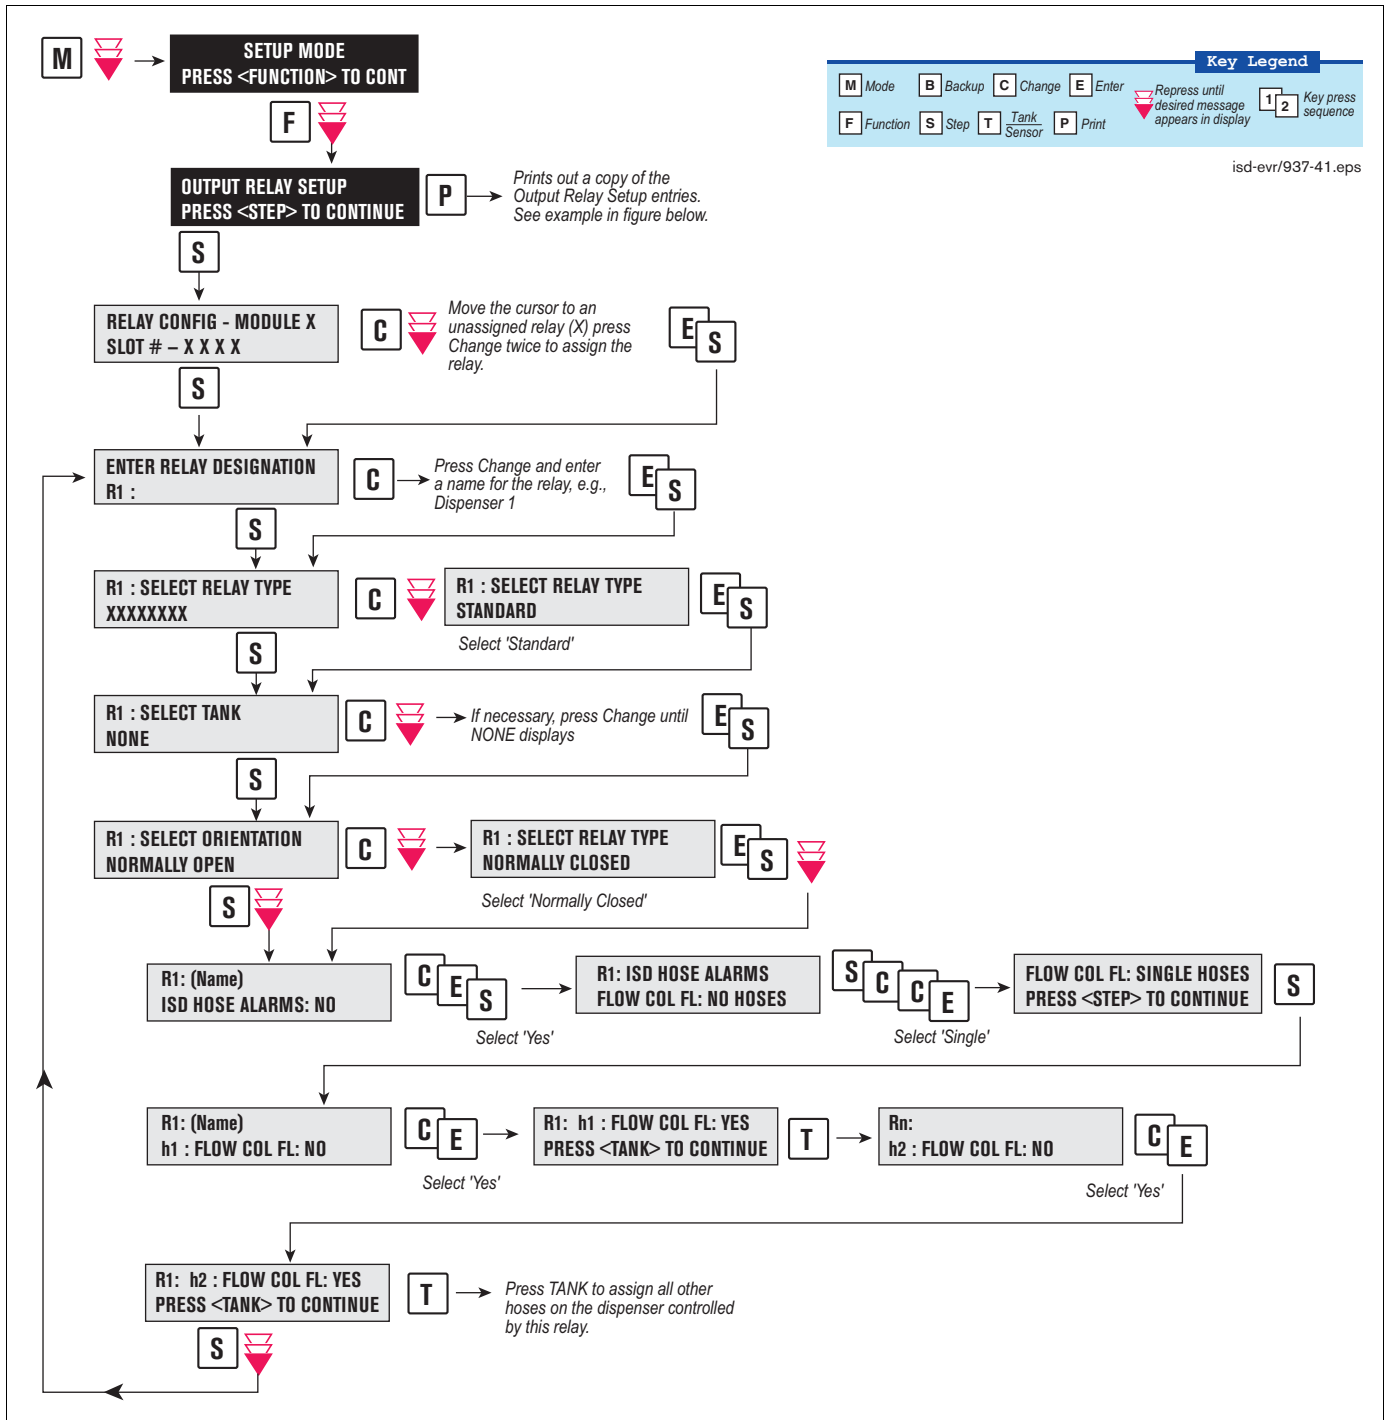 M
SETUP MODE
PRESS <FUNCTION> TO CONT
Key Legend
M Mode B Backup C Change E Enter
F Function S Step T Tank
Sensor P Print
Repress until
desired message
appears in display
1 2
Key press
sequence
isd-evr/937-41.eps
F
OUTPUT RELAY SETUP
PRESS <STEP> TO CONTINUE
P
Prints out a copy of the
Output Relay Setup entries.
See example in figure below.
S
RELAY CONFIG - MODULE X
SLOT # – X X X X
C
Move the cursor to an
unassigned relay (X) press
Change twice to assign the
relay.
E S
S
ENTER RELAY DESIGNATION
R1 :
C
Press Change and enter
a name for the relay, e.g.,
Dispenser 1
E S
S
R1 : SELECT RELAY TYPE
XXXXXXXX
C
R1 : SELECT RELAY TYPE
STANDARD
Select 'Standard'
E S
S
R1 : SELECT TANK
NONE
C
If necessary, press Change until
NONE displays
E S
S
R1 : SELECT ORIENTATION
NORMALLY OPEN
C
R1 : SELECT RELAY TYPE
NORMALLY CLOSED
Select 'Normally Closed'
E S
S
R1: (Name)
ISD HOSE ALARMS: NO
C E S
Select 'Yes'
R1: ISD HOSE ALARMS
FLOW COL FL: NO HOSES
S C C E
Select 'Single'
FLOW COL FL: SINGLE HOSES
PRESS <STEP> TO CONTINUE
S
R1: (Name)
h1 : FLOW COL FL: NO
C E
Select 'Yes'
R1: h1 : FLOW COL FL: YES
PRESS <TANK> TO CONTINUE
T
Rn:
h2 : FLOW COL FL: NO
C E
Select 'Yes'
R1: h2 : FLOW COL FL: YES
PRESS <TANK> TO CONTINUE
T
Press TANK to assign all other
hoses on the dispenser controlled
by this relay.
S